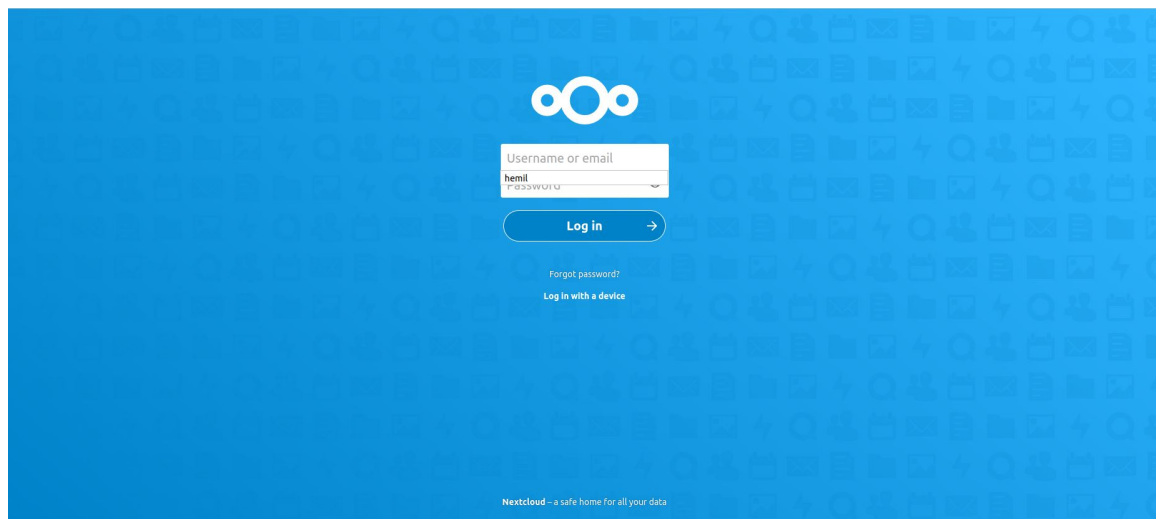 Username or email
hemil
Password
Log in
Forgot password?
Log in with a device
Nextcloud – a safe home for all your data